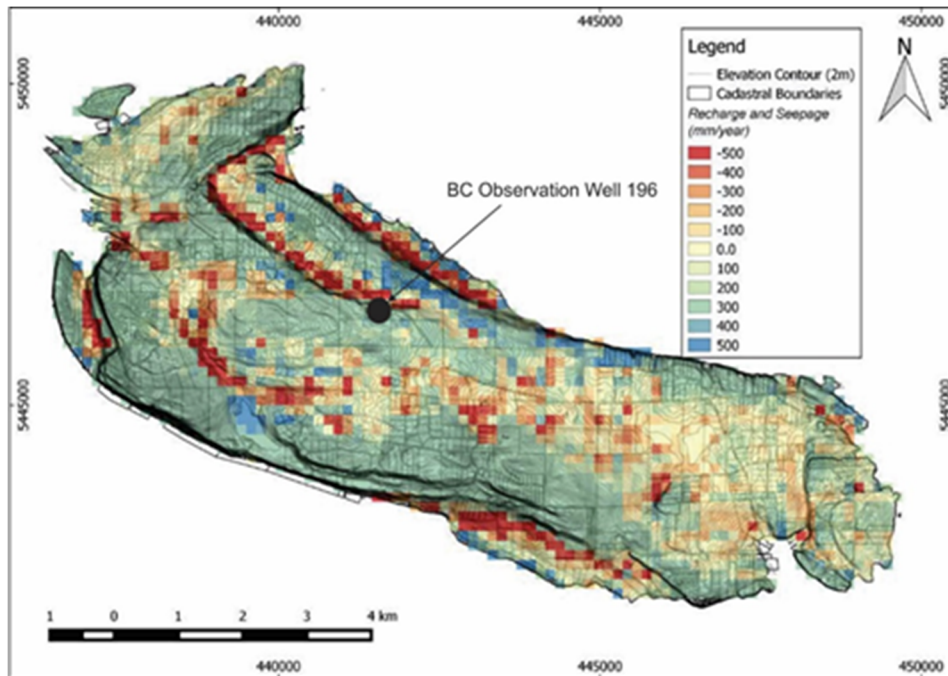 440000
445000
450000
5450000
5450000
Legend
Elevation Contour (2m)
Cadastral Boundaries
Recharge and Seepage
(mm/year)
-500
-400
-300
-200
-100
0.0
100
200
300
400
500
N
BC Observation Well 196
5445000
5445000
1 0 1 2 3 4 km
440000
445000
450000